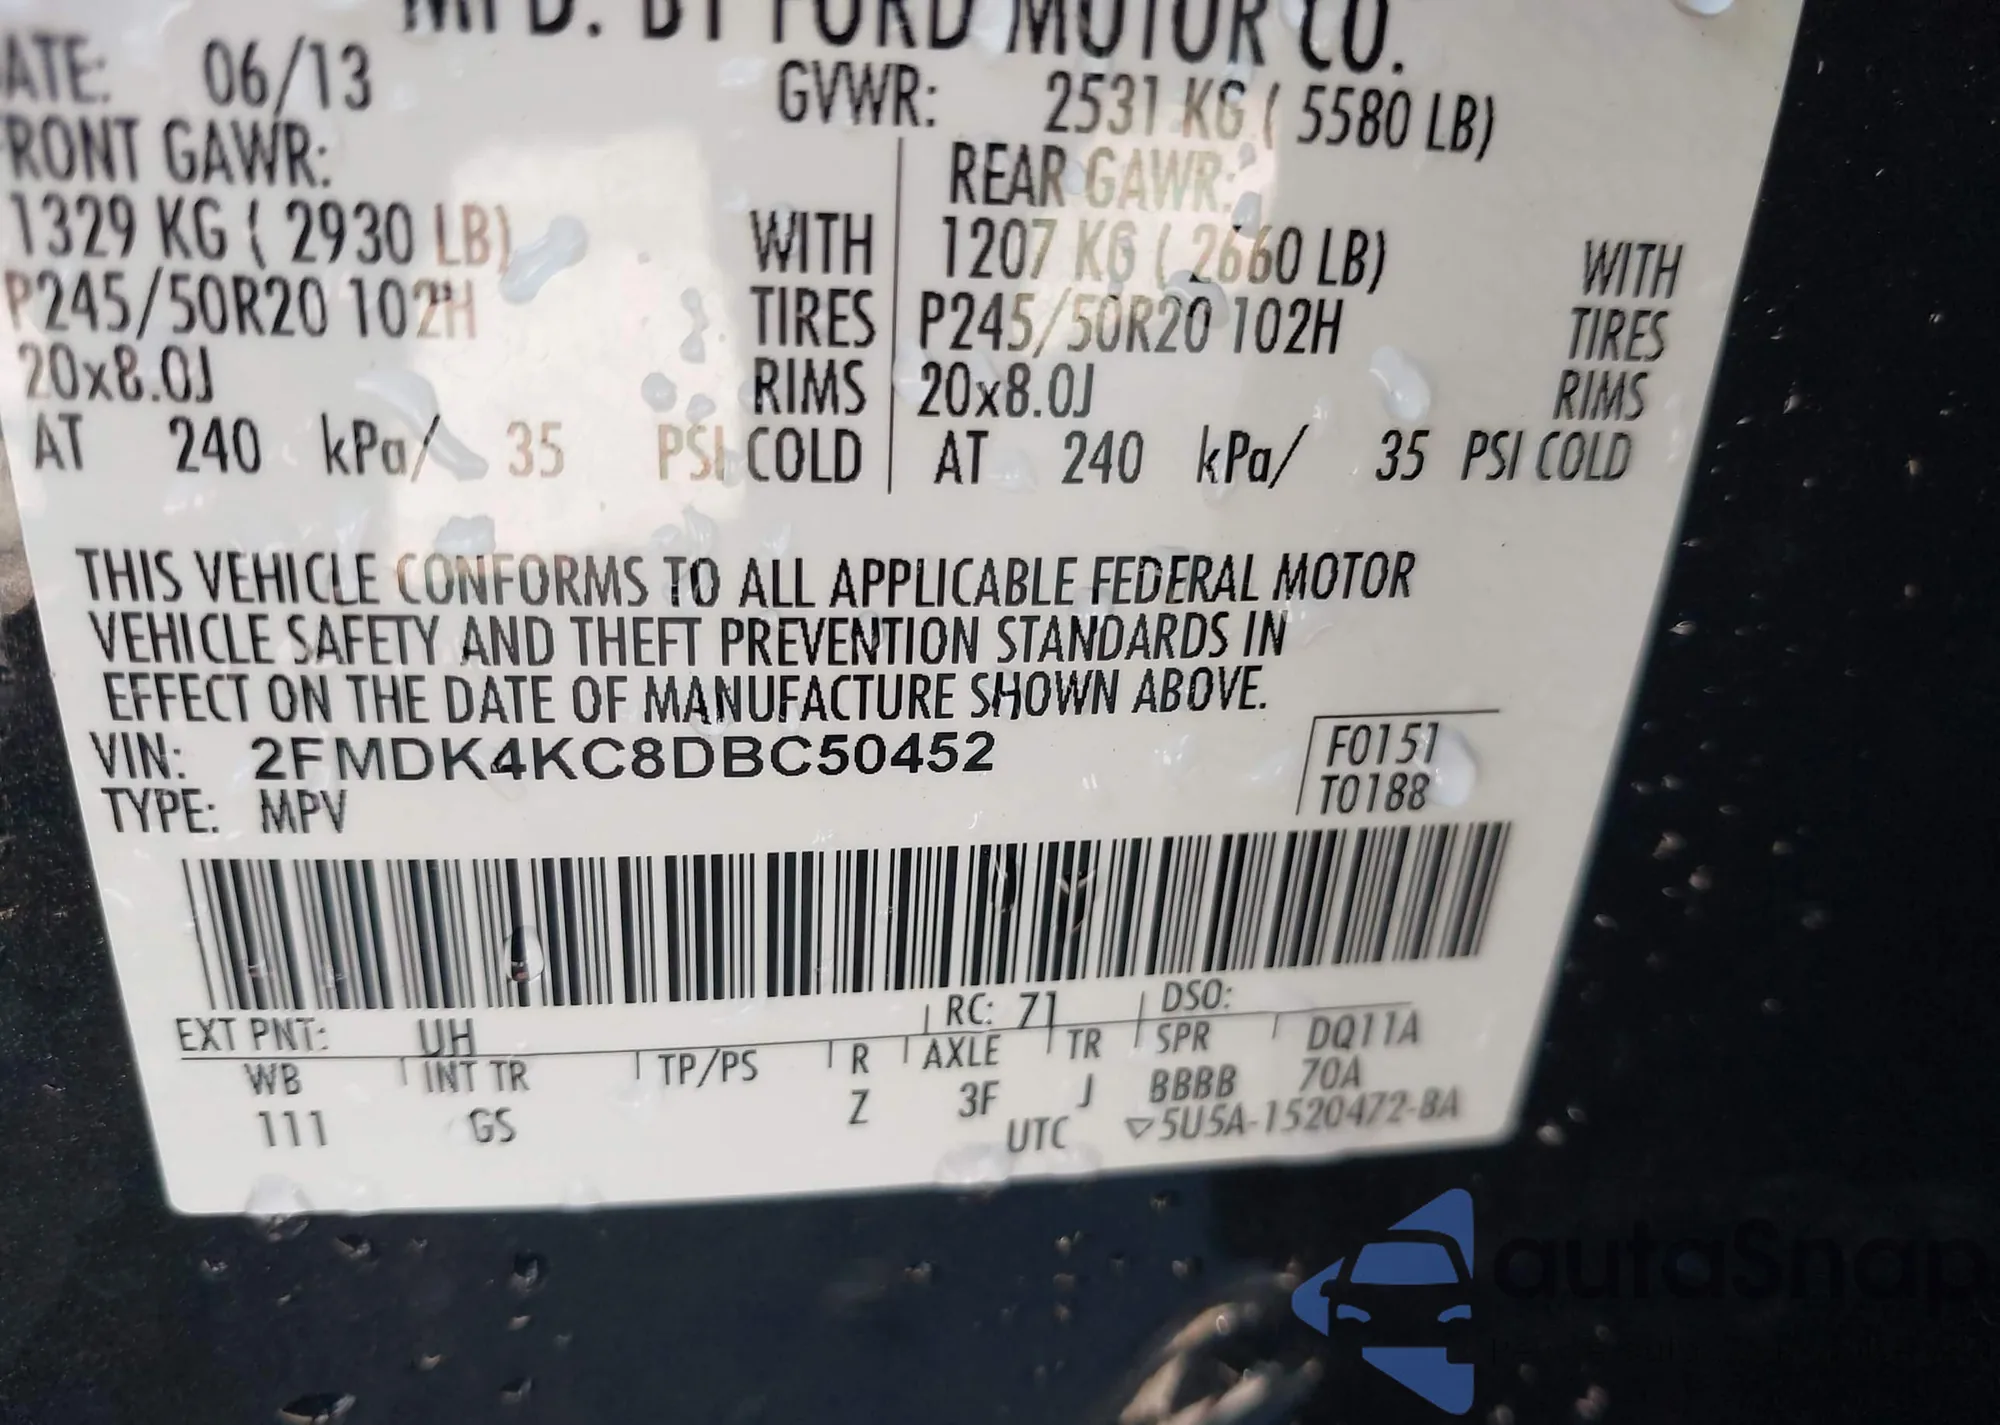 MFD. BY FORD MOTOR CO.
ATE: 06/13 GVWR: 2531 KG ( 5580 LB)
FRONT GAWR: REAR GAWR:
1329 KG ( 2930 LB) WITH 1207 KG ( 2660 LB) WITH
P245/50R20 102H TIRES P245/50R20 102H TIRES
20x8.0J RIMS 20x8.0J RIMS
AT 240 kPa/ 35 PSI COLD AT 240 kPa/ 35 PSI COLD
THIS VEHICLE CONFORMS TO ALL APPLICABLE FEDERAL MOTOR
VEHICLE SAFETY AND THEFT PREVENTION STANDARDS IN
EFFECT ON THE DATE OF MANUFACTURE SHOWN ABOVE.
VIN: 2FMDK4KC8DBC50452 F0151
TYPE: MPV T0188
EXT PNT: UH RC: 71 DSO:
WB INT TR TP/PS R AXLE TR SPR DQ11A
111 GS Z 3F J BBBB 70A
UTC ▽5U5A-1520472-BA
autoSnap